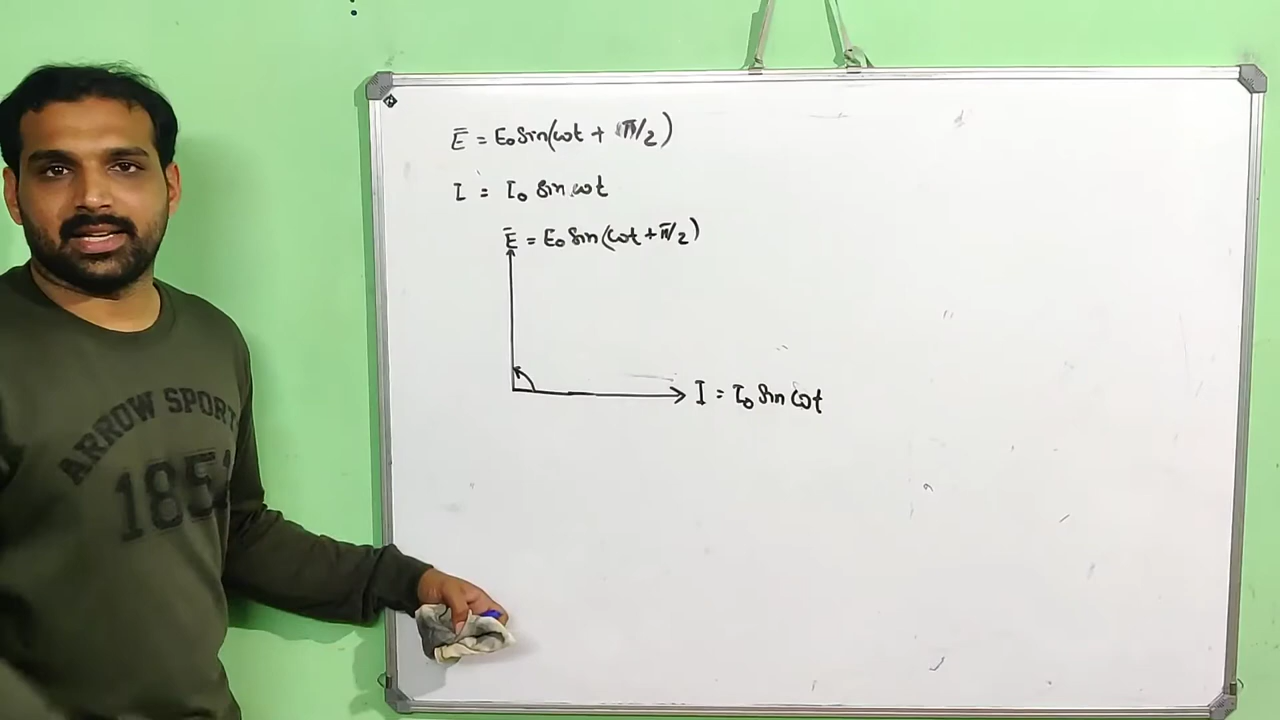 Ē = E₀ Sin(ωt + π/2)
I = I₀ Sin ωt
Ē = E₀ Sin(ωt + π/2)
I = I₀ Sin ωt
ARROW SPORT
185